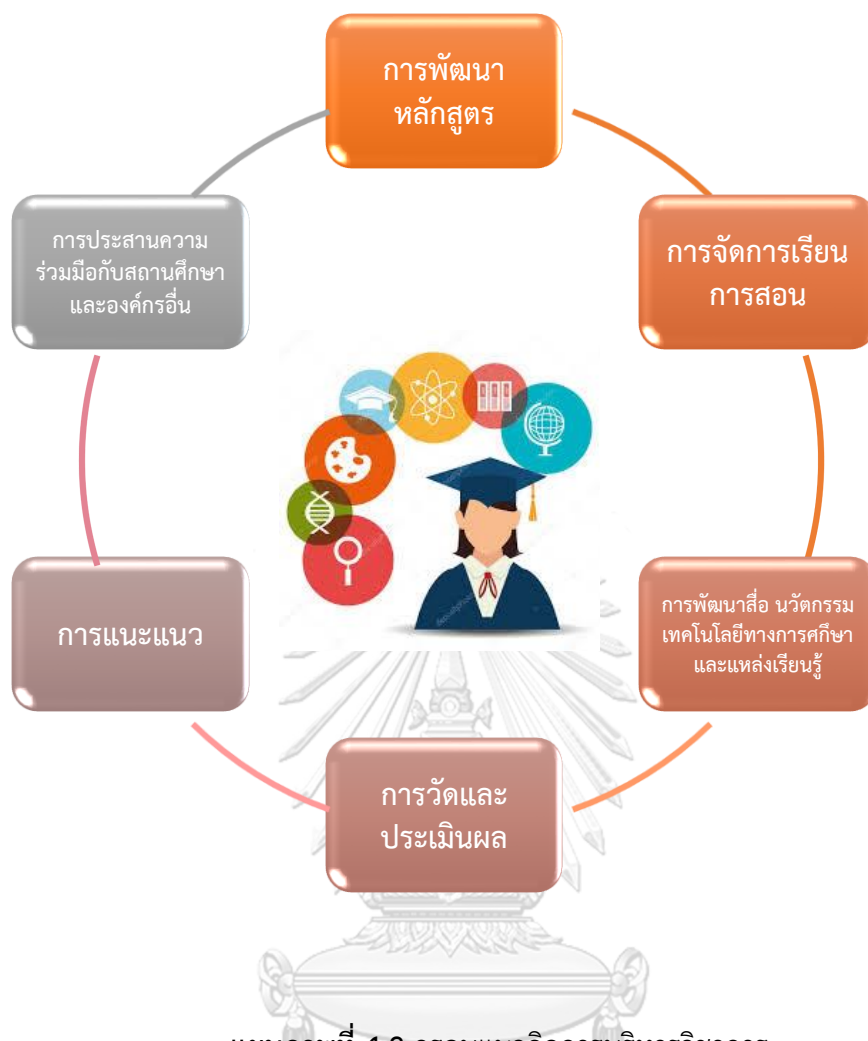 การพัฒนา
หลักสูตร
การจัดการเรียน
การสอน
การพัฒนาสื่อ นวัตกรรม
เทคโนโลยีทางการศกึษา
และแหล่งเรียนรู้
การวัดและ
ประเมินผล
การแนะแนว
การประสานความ
ร่วมมือกับสถานศึกษา
และองค์กรอื่น